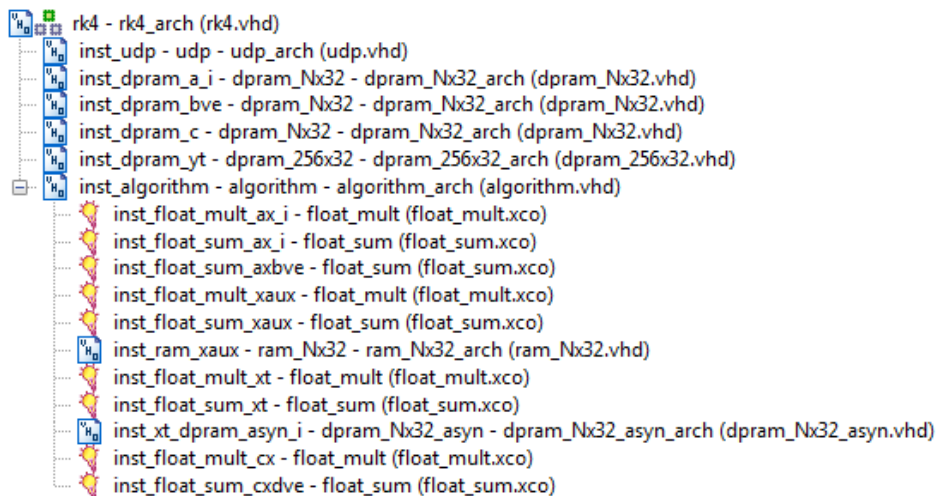 rk4 - rk4_arch (rk4.vhd)
inst_udp - udp - udp_arch (udp.vhd)
inst_dpram_a_i - dpram_Nx32 - dpram_Nx32_arch (dpram_Nx32.vhd)
inst_dpram_bve - dpram_Nx32 - dpram_Nx32_arch (dpram_Nx32.vhd)
inst_dpram_c - dpram_Nx32 - dpram_Nx32_arch (dpram_Nx32.vhd)
inst_dpram_yt - dpram_256x32 - dpram_256x32_arch (dpram_256x32.vhd)
inst_algorithm - algorithm - algorithm_arch (algorithm.vhd)
inst_float_mult_ax_i - float_mult (float_mult.xco)
inst_float_sum_ax_i - float_sum (float_sum.xco)
inst_float_sum_axbve - float_sum (float_sum.xco)
inst_float_mult_xaux - float_mult (float_mult.xco)
inst_float_sum_xaux - float_sum (float_sum.xco)
inst_ram_xaux - ram_Nx32 - ram_Nx32_arch (ram_Nx32.vhd)
inst_float_mult_xt - float_mult (float_mult.xco)
inst_float_sum_xt - float_sum (float_sum.xco)
inst_xt_dpram_asyn_i - dpram_Nx32_asyn - dpram_Nx32_asyn_arch (dpram_Nx32_asyn.vhd)
inst_float_mult_cx - float_mult (float_mult.xco)
inst_float_sum_cxdve - float_sum (float_sum.xco)